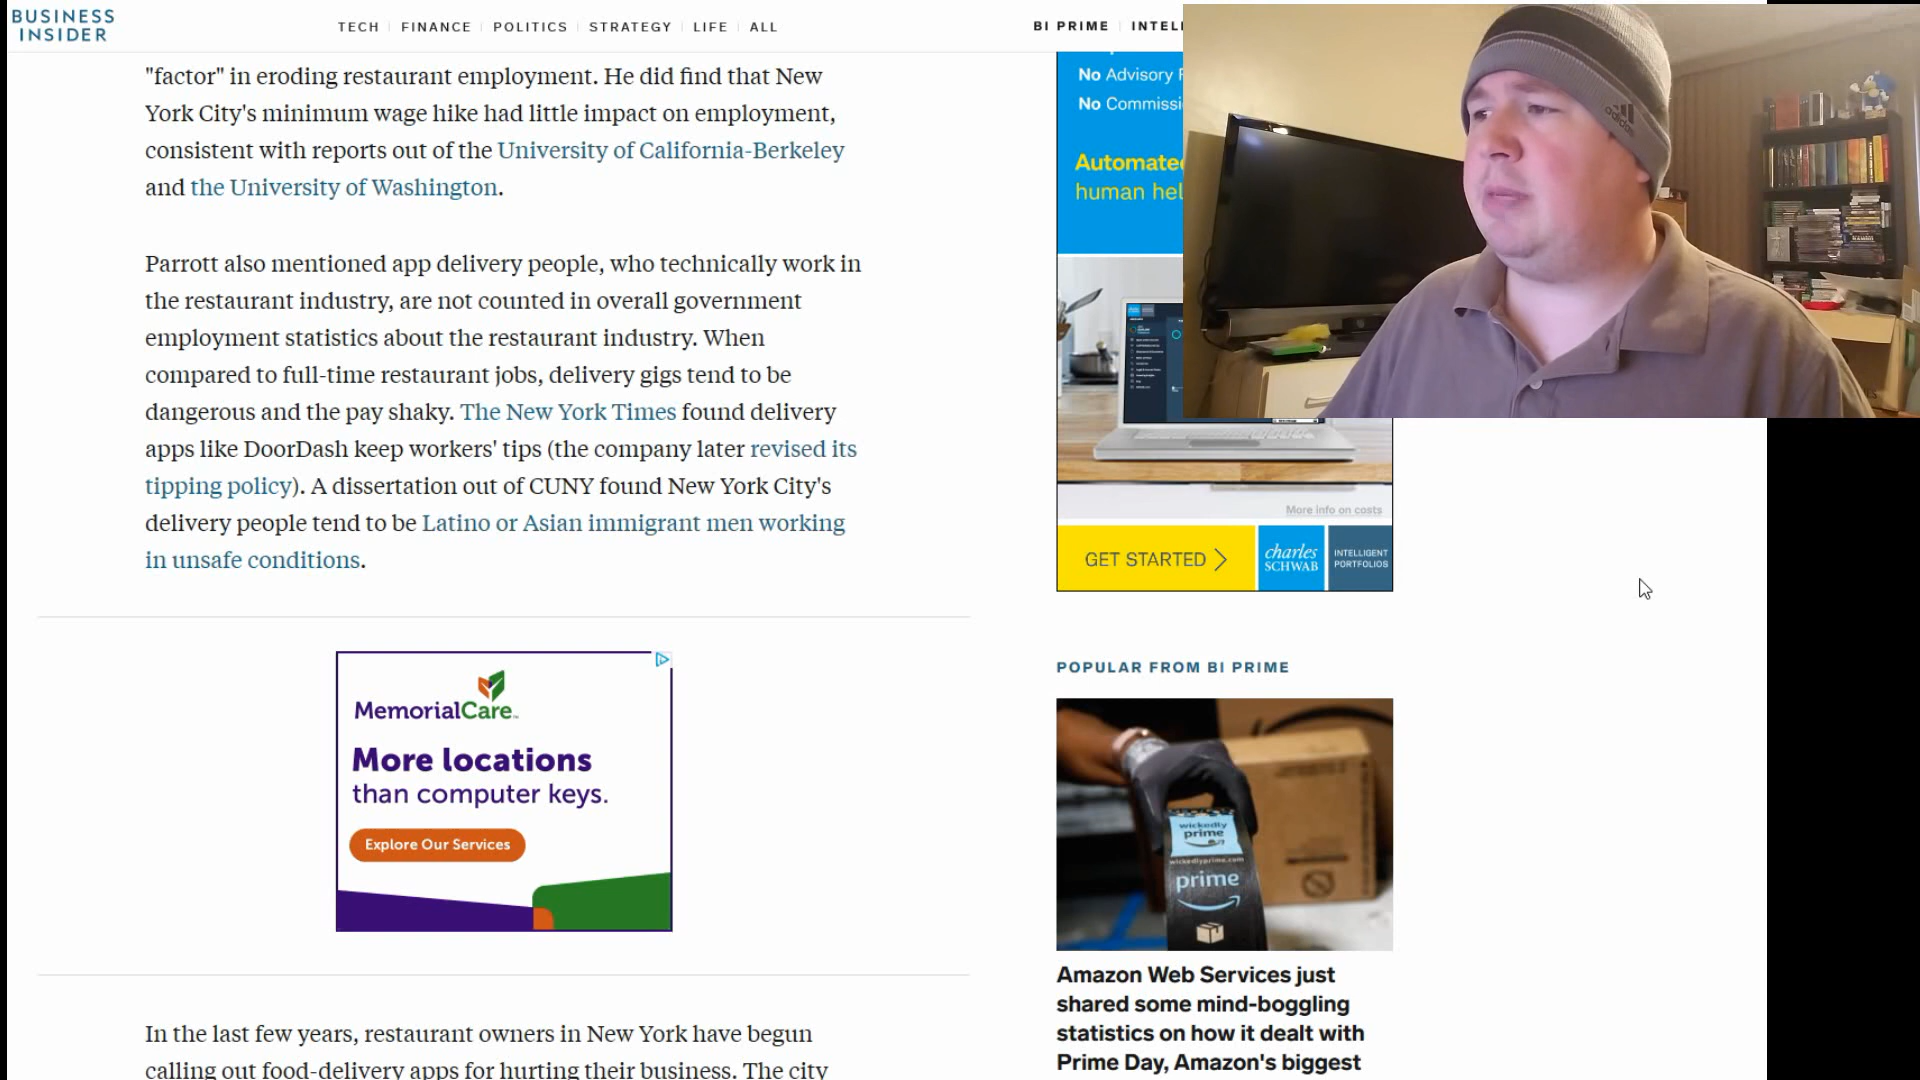 BUSINESS
INSIDER
TECH
FINANCE
POLITICS
STRATEGY
LIFE
ALL
BI PRIME
"factor" in eroding restaurant employment. He did find that New
York City's minimum wage hike had little impact on employment,
consistent with reports out of the University of California-Berkeley
and the University of Washington.
Parrott also mentioned app delivery people, who technically work in
the restaurant industry, are not counted in overall government
employment statistics about the restaurant industry. When
compared to full-time restaurant jobs, delivery gigs tend to be
dangerous and the pay shaky. The New York Times found delivery
apps like DoorDash keep workers' tips (the company later revised its
tipping policy). A dissertation out of CUNY found New York City's
delivery people tend to be Latino or Asian immigrant men working
in unsafe conditions.
MemorialCare
More locations
than computer keys.
Explore Our Services
In the last few years, restaurant owners in New York have begun
calling out food-delivery apps for hurting their business. The city
No Advisory
No
Automated
human
More info on costs
GET STARTED
charles
SCHWAB
INTELLIGENT
PORTFOLIOS
adidas
POPULAR FROM BI PRIME
wickedly
prime
wickedlyprime.com
prime
Amazon Web Services just
shared some mind-boggling
statistics on how it dealt with
Prime Day, Amazon's biggest